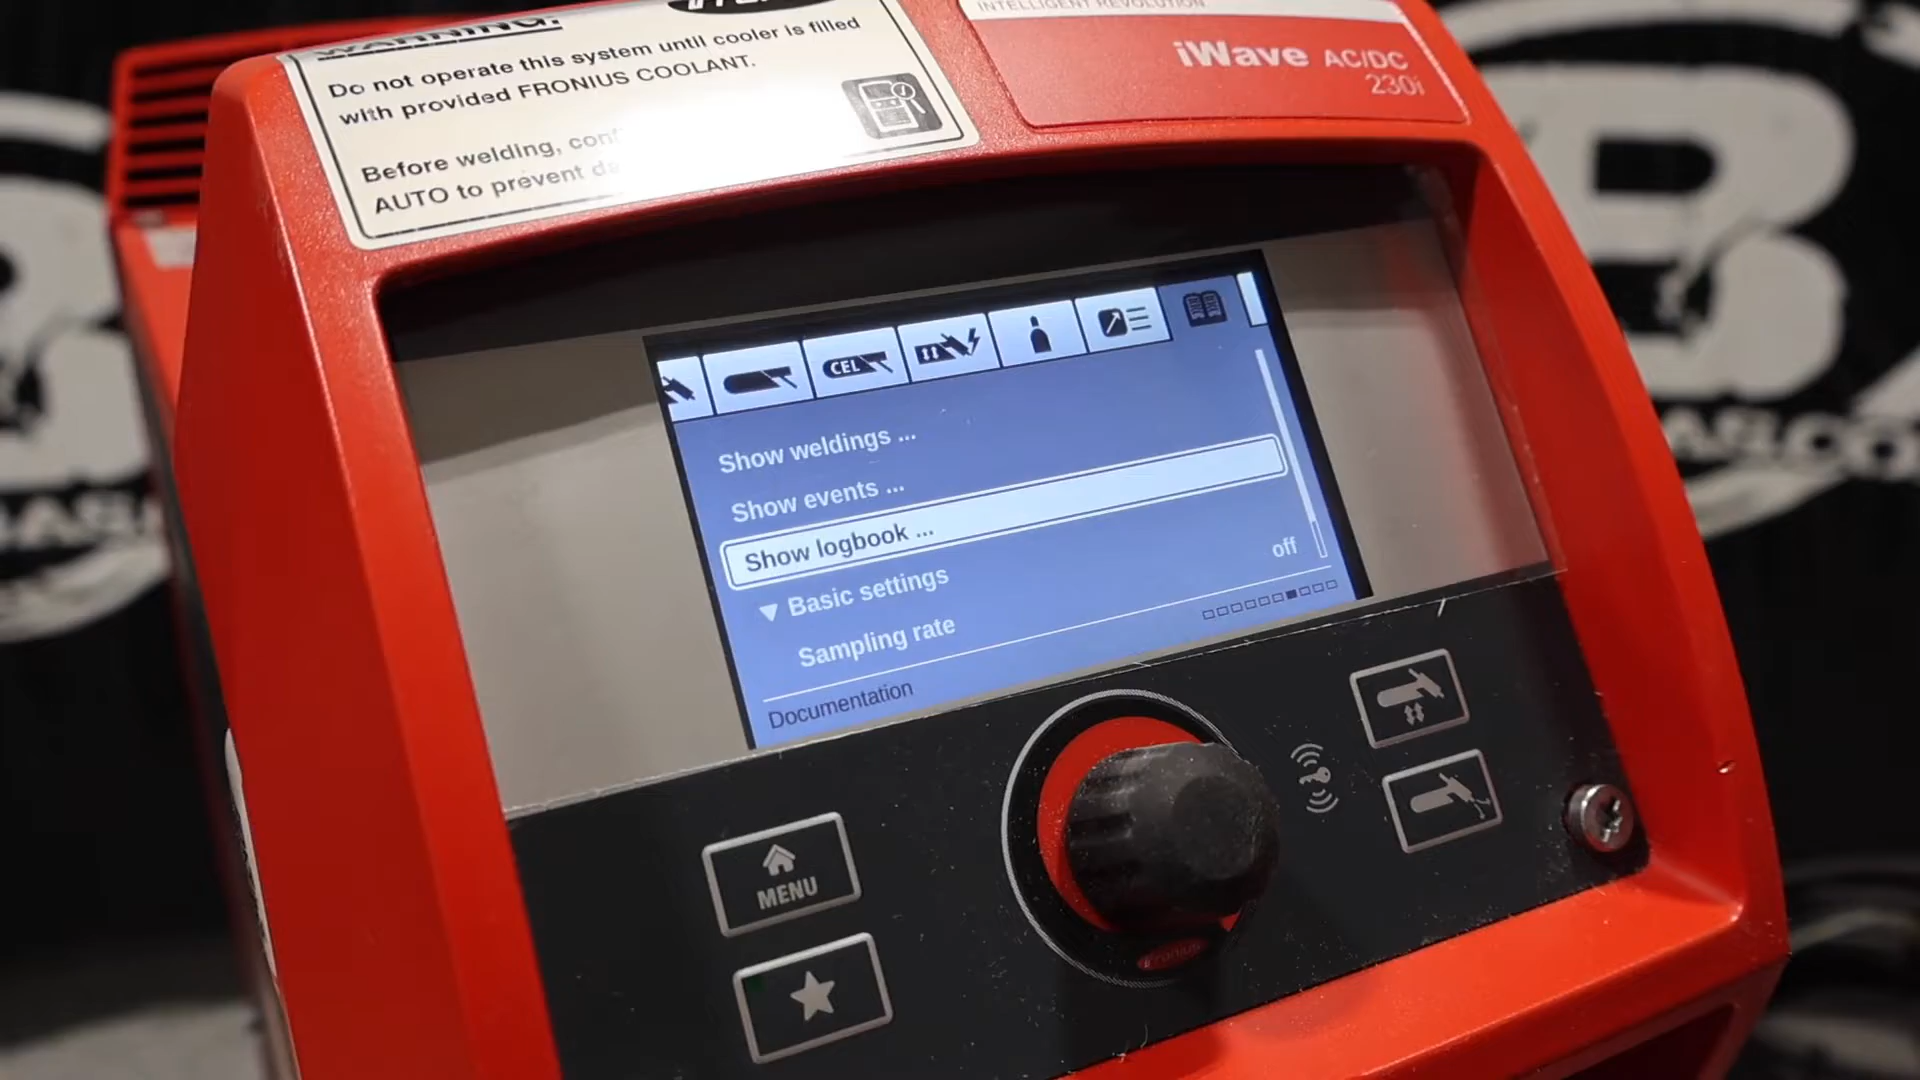 WARNING!
Do not operate this system until cooler is filled
with provided FRONIUS COOLANT.
Before welding,
AUTO to prevent
INTELLIGENT REVOLUTION
iWave AC/DC
230i
CEL
Show weldings ...
Show events ...
Show logbook ...
Basic settings
Sampling rate
off
Documentation
MENU
Fronius
B